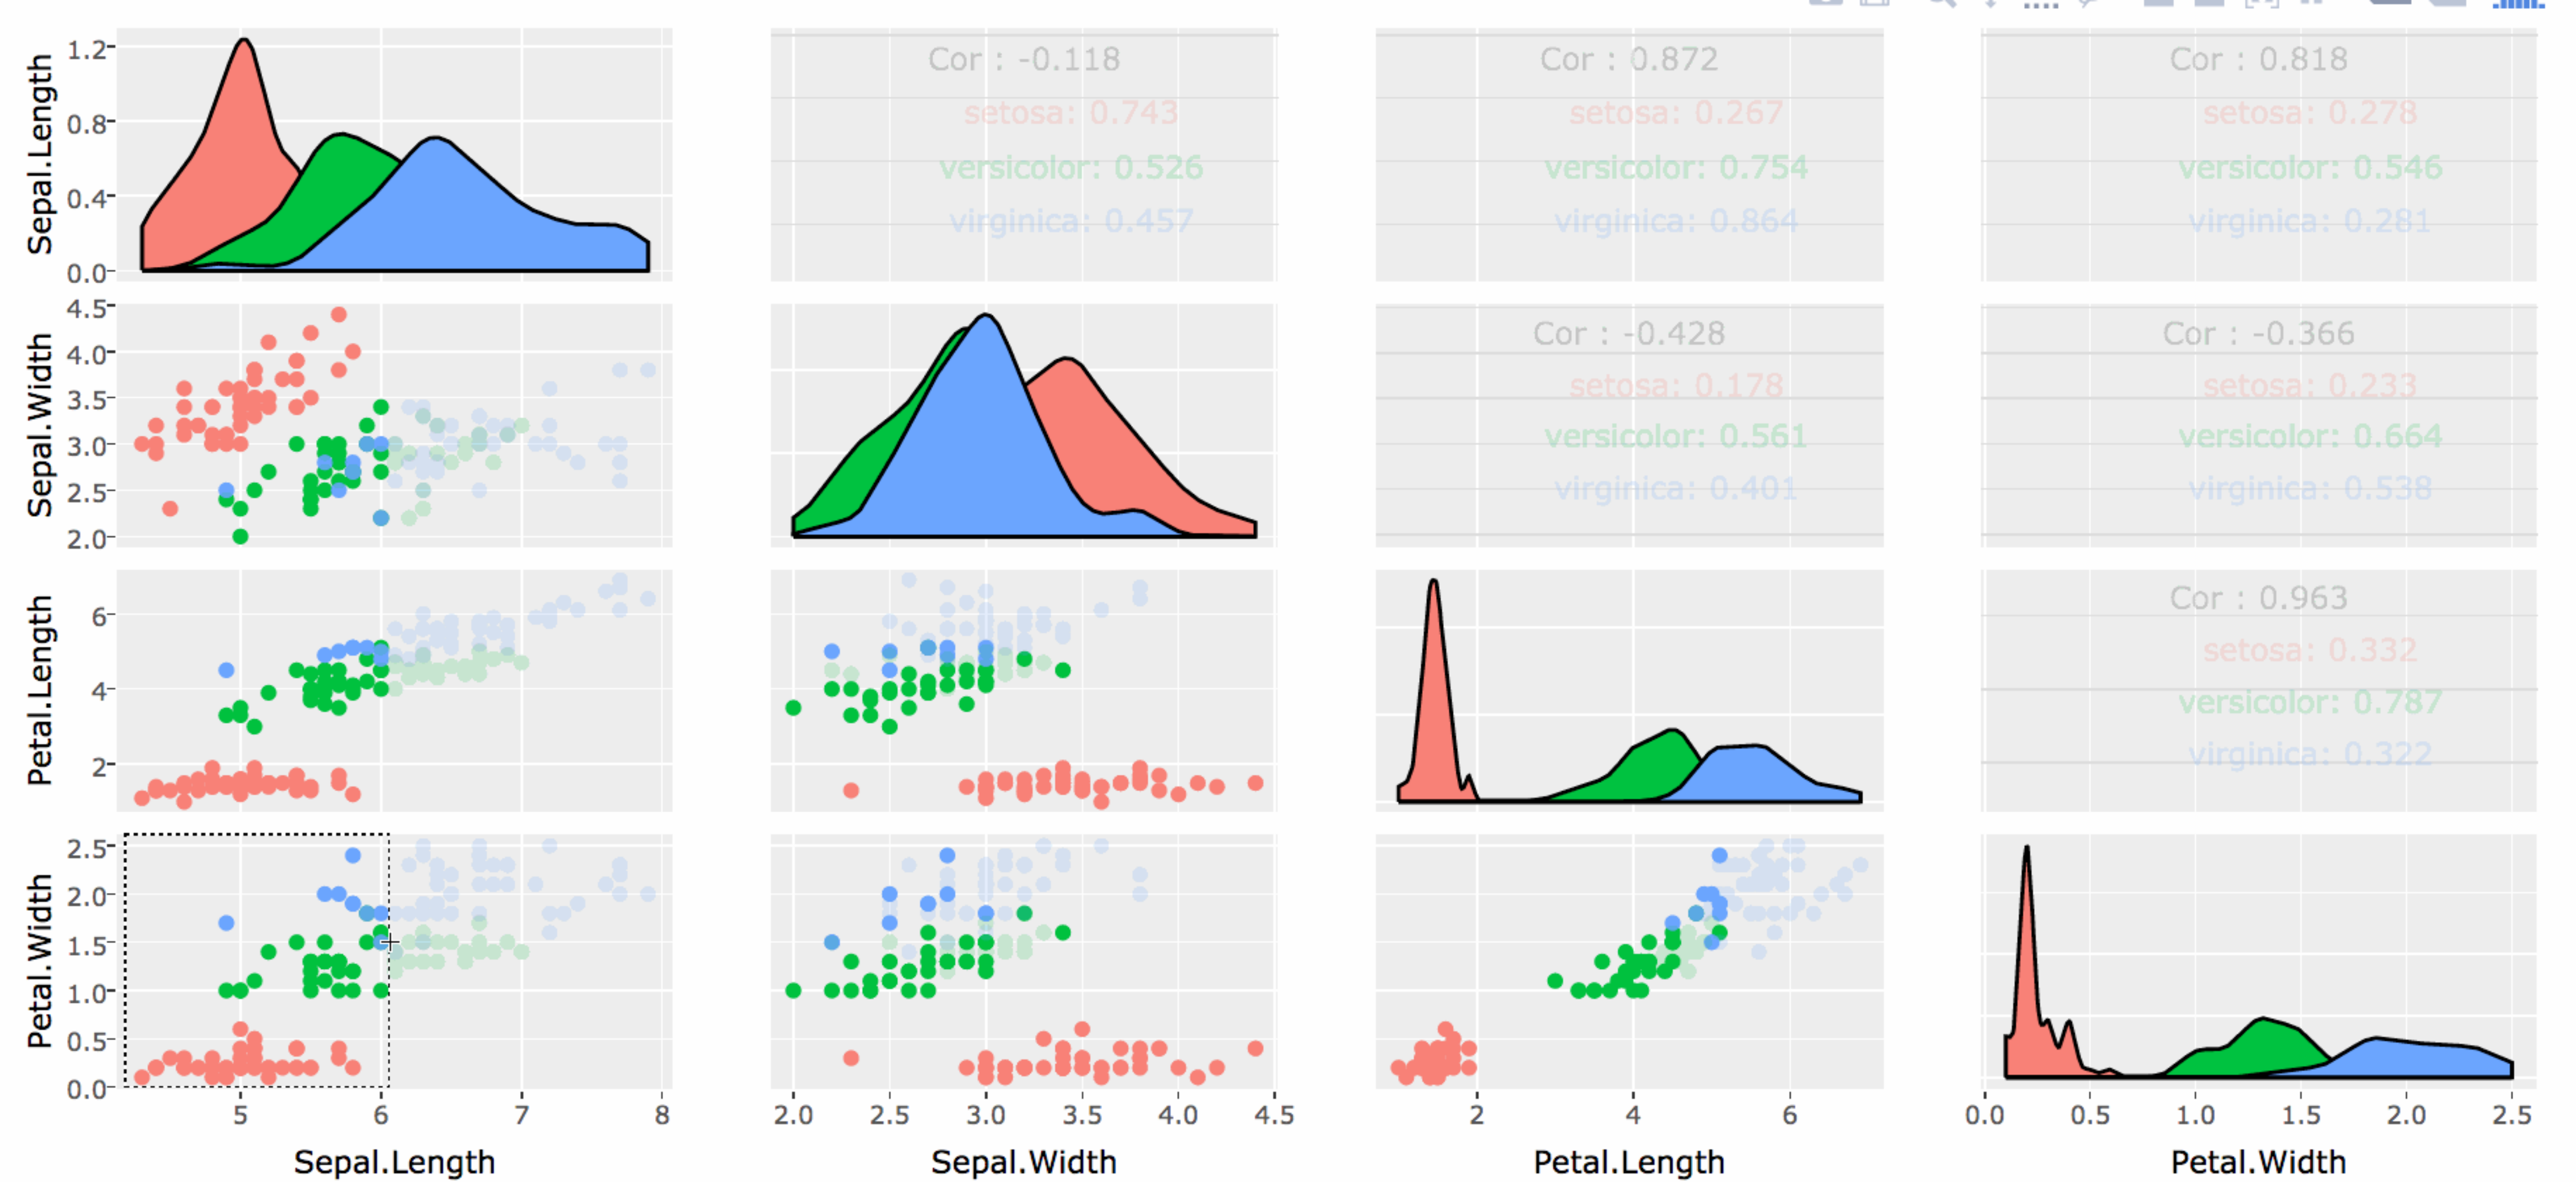 Sepal.Length
1.2
0.8
0.4
0.0
Cor : -0.118
setosa: 0.743
versicolor: 0.526
virginica: 0.457
Cor : 0.872
setosa: 0.267
versicolor: 0.754
virginica: 0.864
Cor : 0.818
setosa: 0.278
versicolor: 0.546
virginica: 0.281
Sepal.Width
4.5
4.0
3.5
3.0
2.5
2.0
Cor : -0.428
setosa: 0.178
versicolor: 0.561
virginica: 0.401
Cor : -0.366
setosa: 0.233
versicolor: 0.664
virginica: 0.538
Petal.Length
6
4
2
Cor : 0.963
setosa: 0.332
versicolor: 0.787
virginica: 0.322
Petal.Width
2.5
2.0
1.5
1.0
0.5
0.0
5 6 7 8
2.0 2.5 3.0 3.5 4.0 4.5
2 4 6
0.0 0.5 1.0 1.5 2.0 2.5
Sepal.Length
Sepal.Width
Petal.Length
Petal.Width